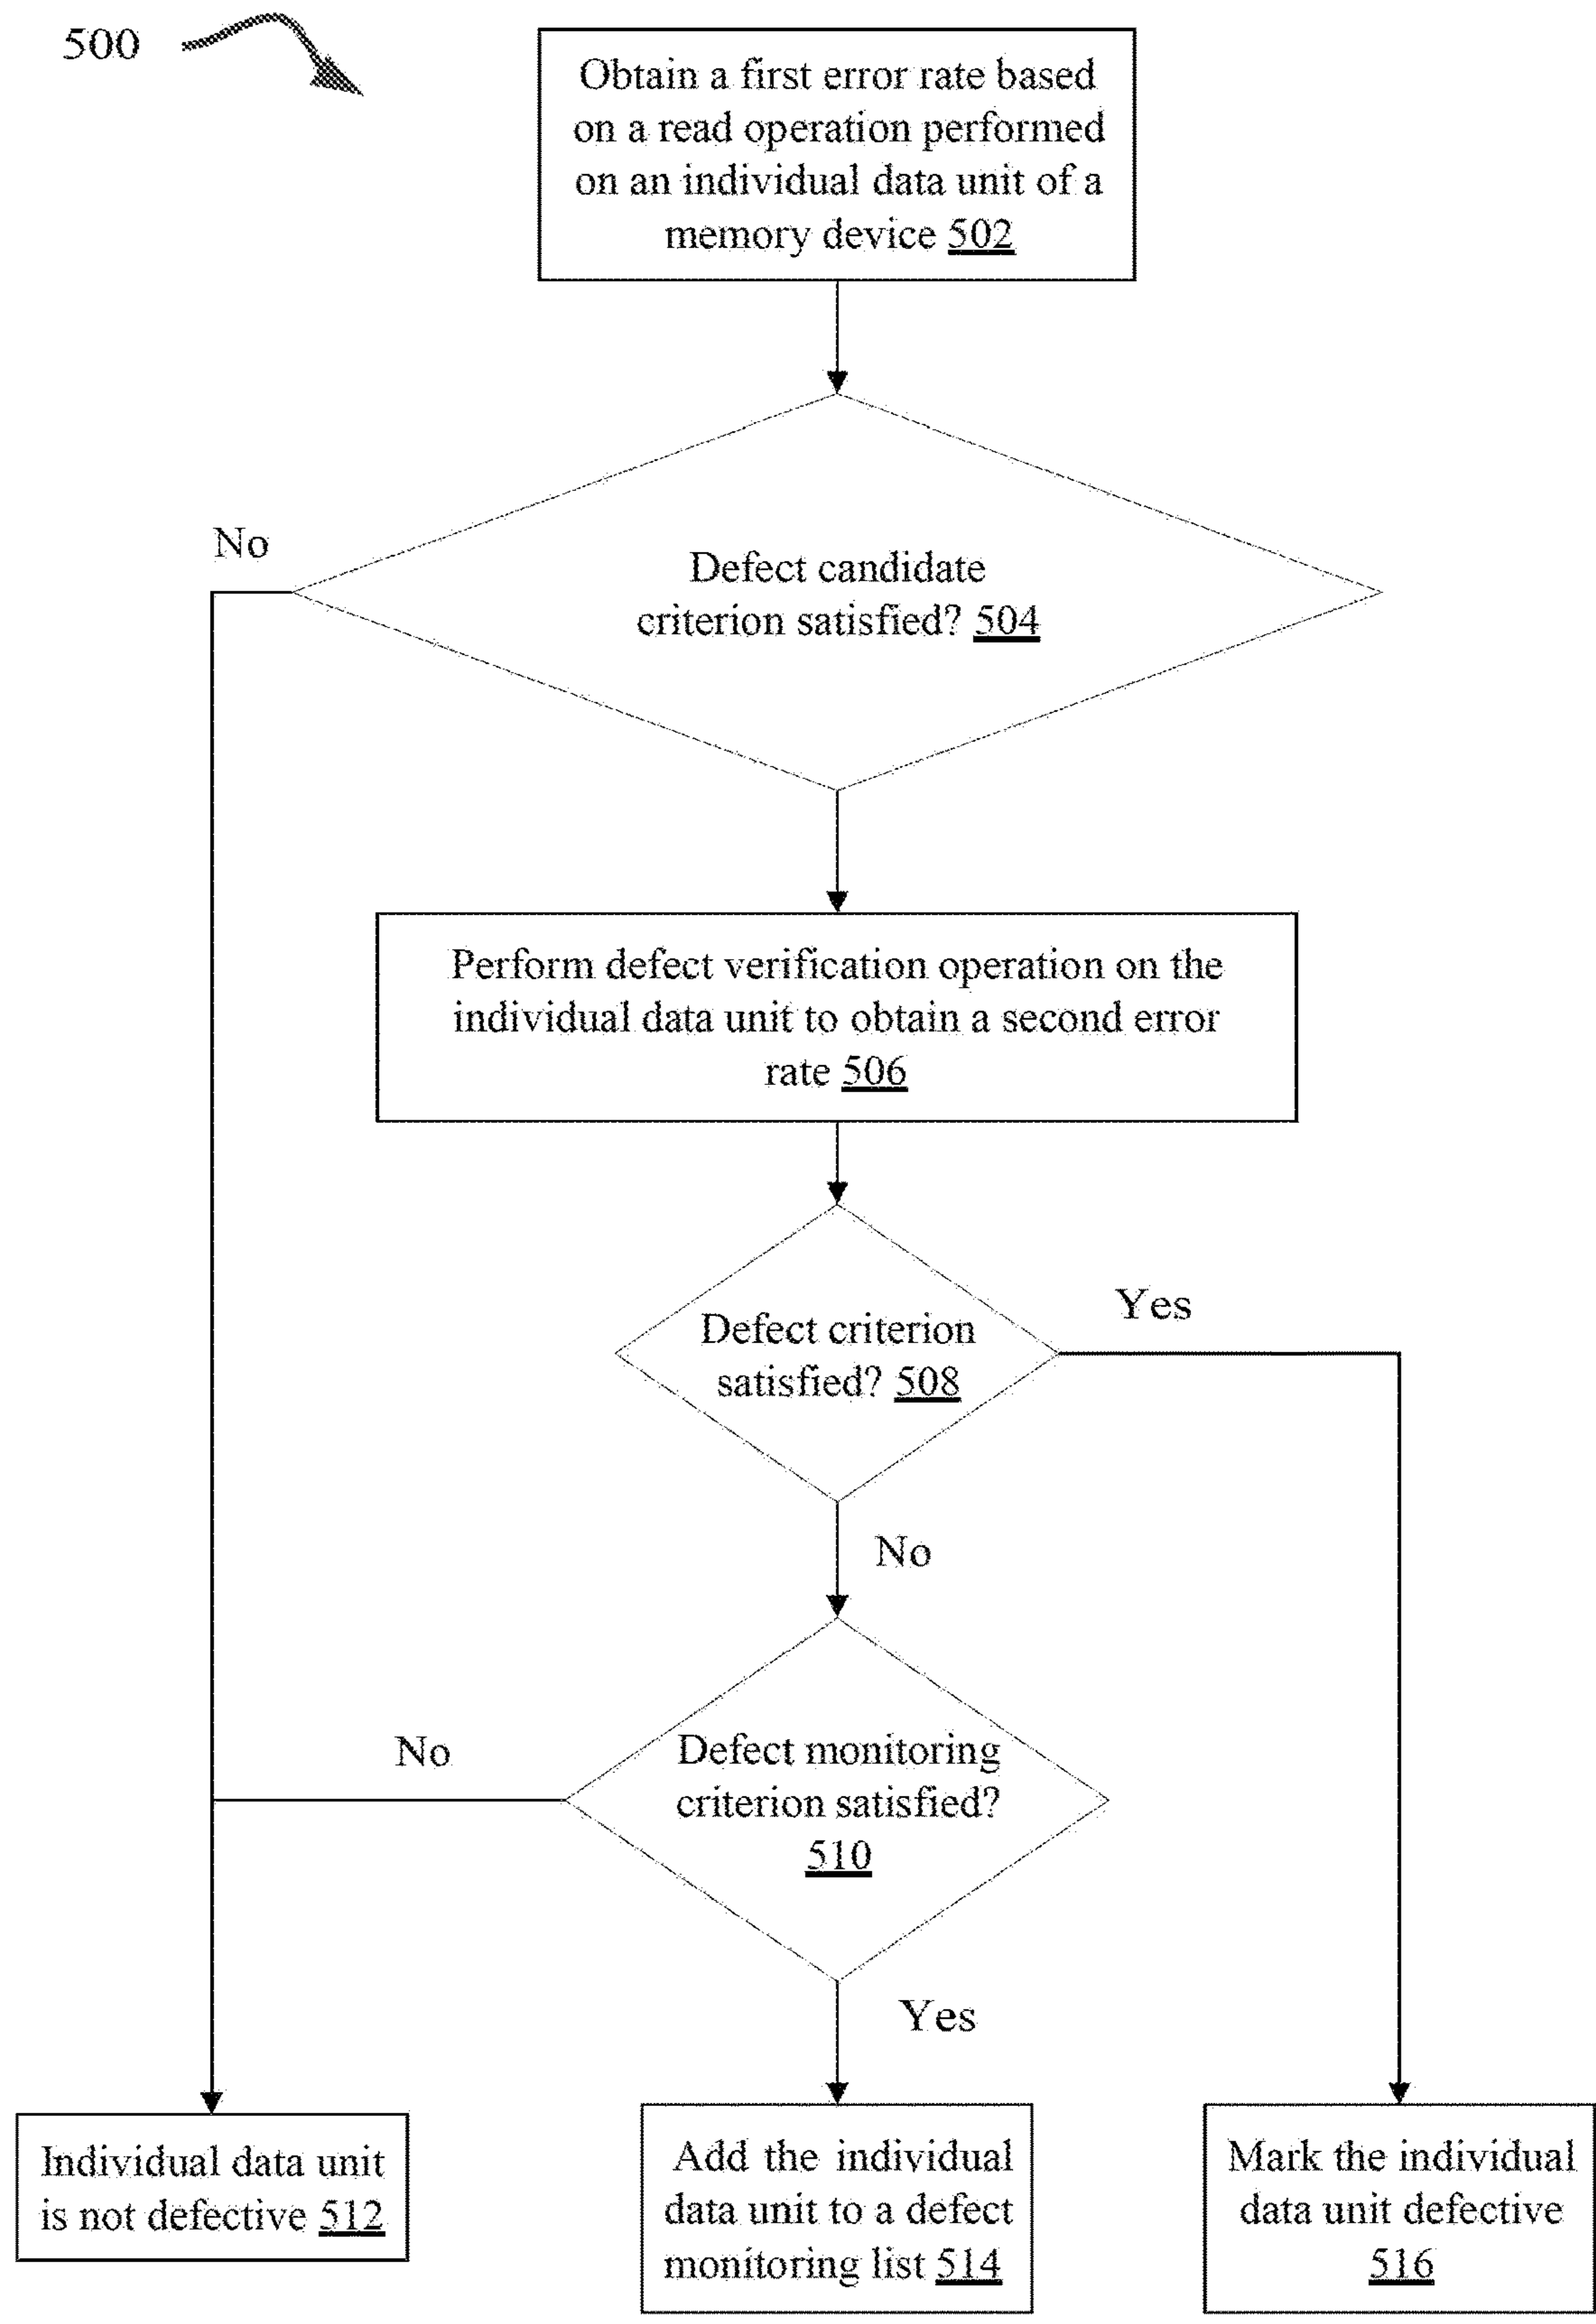 500
Obtain a first error rate based
on a read operation performed
on an individual data unit of a
memory device 502
No
Defect candidate
criterion satisfied? 504
Perform defect verification operation on the
individual data unit to obtain a second error
rate 506
Yes
Defect criterion
satisfied? 508
No
No
Defect monitoring
criterion satisfied?
510
Yes
Individual data unit
is not defective 512
Add the individual
data unit to a defect
monitoring list 514
Mark the individual
data unit defective
516